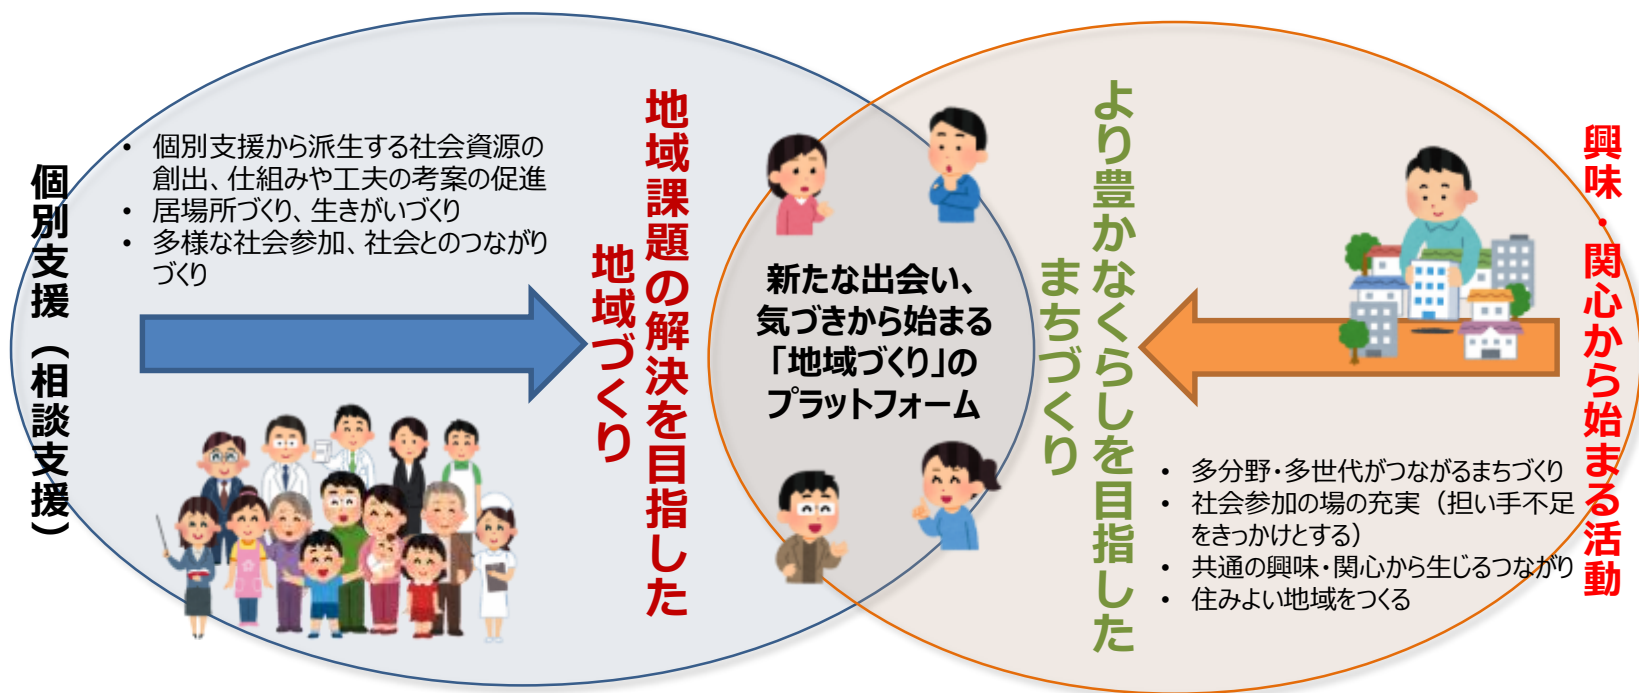 個別支援（相談支援）
• 個別支援から派生する社会資源の
創出、仕組みや工夫の考案の促進
• 居場所づくり、生きがいづくり
• 多様な社会参加、社会とのつながり
づくり
地域課題の解決を目指した
地域づくり
新たな出会い、
気づきから始まる
「地域づくり」の
プラットフォーム
より豊かなくらしを目指した
まちづくり
興味・関心から始まる活動
• 多分野・多世代がつながるまちづくり
• 社会参加の場の充実（担い手不足
をきっかけとする）
• 共通の興味・関心から生じるつながり
• 住みよい地域をつくる